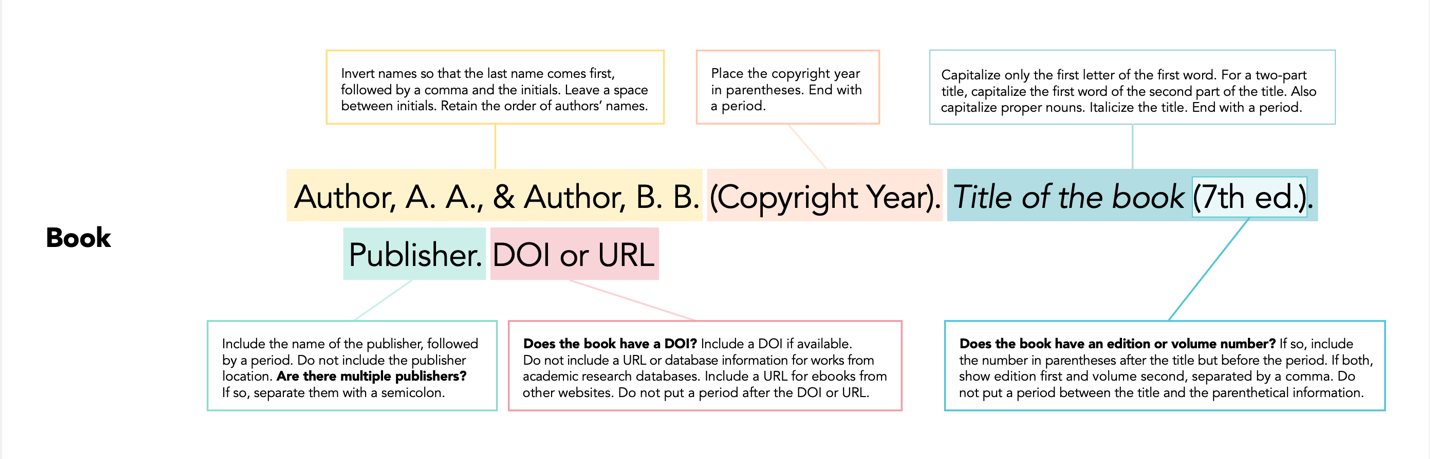 Invert names so that the last name comes first,
followed by a comma and the initials. Leave a space
between initials. Retain the order of authors’ names.
Place the copyright year
in parentheses. End with
a period.
Capitalize only the first letter of the first word. For a two-part
title, capitalize the first word of the second part of the title. Also
capitalize proper nouns. Italicize the title. End with a period.
Book
Author, A. A., & Author, B. B. (Copyright Year). Title of the book (7th ed.).
Publisher. DOI or URL
Include the name of the publisher, followed
by a period. Do not include the publisher
location. Are there multiple publishers?
If so, separate them with a semicolon.
Does the book have a DOI? Include a DOI if available.
Do not include a URL or database information for works from
academic research databases. Include a URL for ebooks from
other websites. Do not put a period after the DOI or URL.
Does the book have an edition or volume number? If so, include
the number in parentheses after the title but before the period. If both,
show edition first and volume second, separated by a comma. Do
not put a period between the title and the parenthetical information.